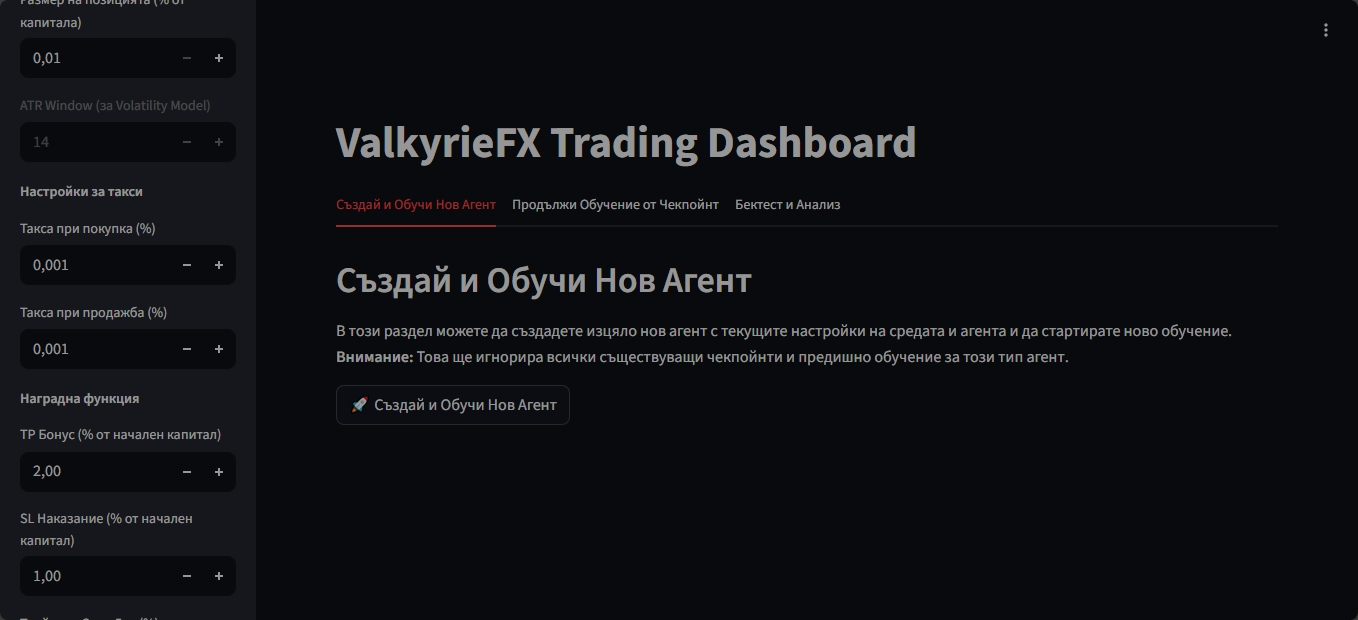 Размер на позицията (% от
капитала)
0,01
ATR Window (за Volatility Model)
14
Настройки за такси
Такса при покупка (%)
0,001
Такса при продажба (%)
0,001
Наградна функция
TP Бонус (% от начален капитал)
2,00
SL Наказание (% от начален
капитал)
1,00
ValkyrieFX Trading Dashboard
Създай и Обучи Нов Агент Продължи Обучение от Чекпойнт Бектест и Анализ
Създай и Обучи Нов Агент
В този раздел можете да създадете изцяло нов агент с текущите настройки на средата и агента и да стартирате ново обучение.
Внимание: Това ще игнорира всички съществуващи чекпойнти и предишно обучение за този тип агент.
🚀 Създай и Обучи Нов Агент